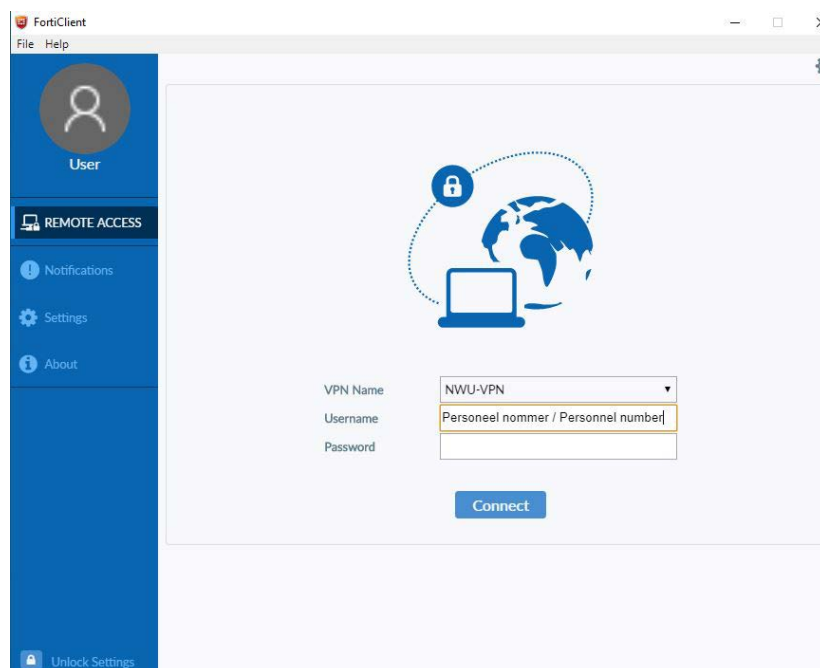 FortiClient
File Help
User
REMOTE ACCESS
Notifications
Settings
About
VPN Name NWU-VPN
Username Personeel nommer / Personnel number
Password
Connect
Unlock Settings